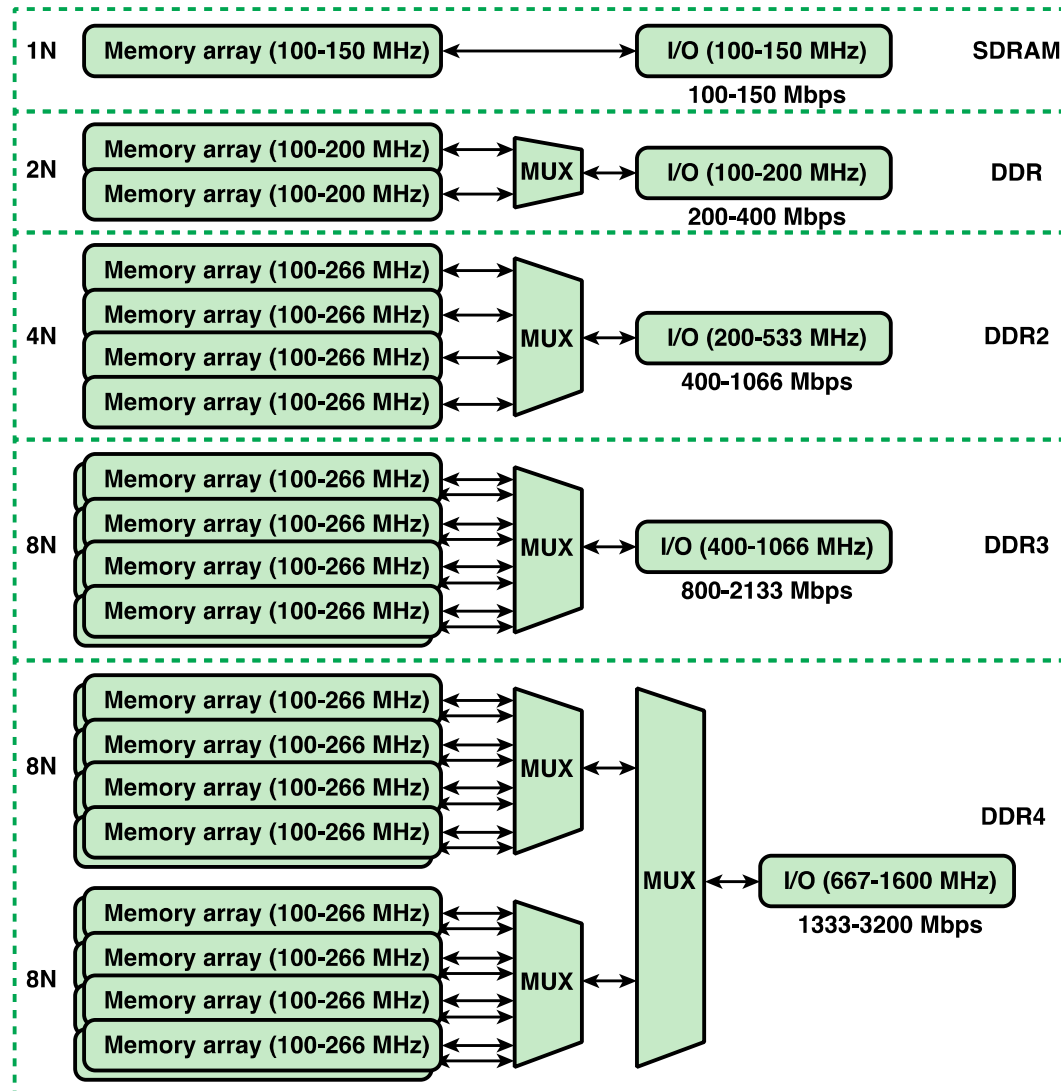 1N Memory array (100-150 MHz) I/O (100-150 MHz) SDRAM
100-150 Mbps
Memory array (100-200 MHz)
2N MUX I/O (100-200 MHz) DDR
Memory array (100-200 MHz)
200-400 Mbps
Memory array (100-266 MHz)
Memory array (100-266 MHz)
4N MUX I/O (200-533 MHz) DDR2
Memory array (100-266 MHz)
400-1066 Mbps
Memory array (100-266 MHz)
Memory array (100-266 MHz)
Memory array (100-266 MHz)
8N MUX I/O (400-1066 MHz) DDR3
Memory array (100-266 MHz)
800-2133 Mbps
Memory array (100-266 MHz)
Memory array (100-266 MHz)
Memory array (100-266 MHz)
8N MUX
Memory array (100-266 MHz)
DDR4
Memory array (100-266 MHz)
MUX I/O (667-1600 MHz)
Memory array (100-266 MHz)
1333-3200 Mbps
Memory array (100-266 MHz)
8N MUX
Memory array (100-266 MHz)
Memory array (100-266 MHz)